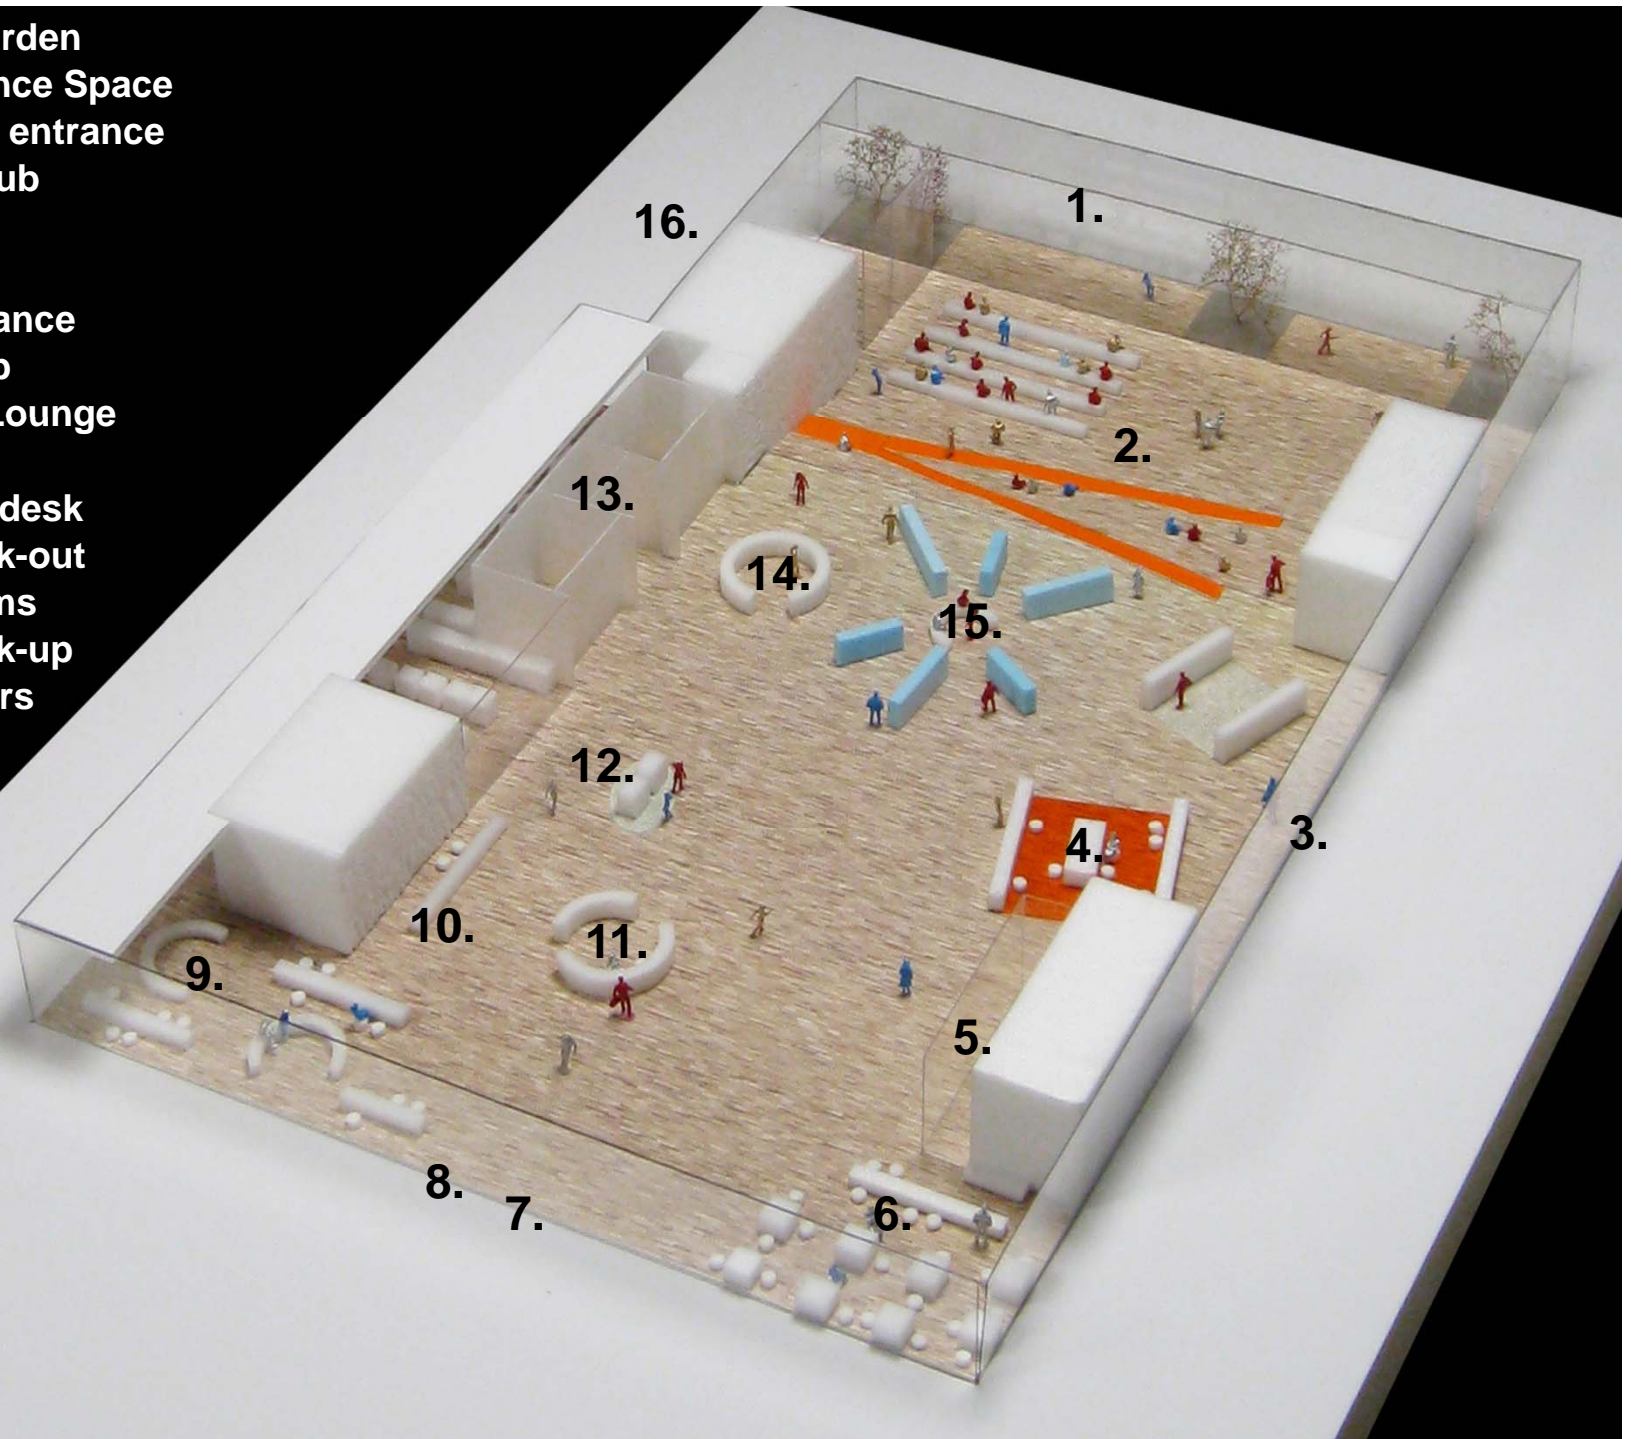 rden
nce Space
entrance
ub
ance
p
Lounge
desk
k-out
ms
k-up
rs
1.
16.
2.
13.
14.
15.
12.
3.
4.
10.
11.
9.
5.
8.
7.
6.